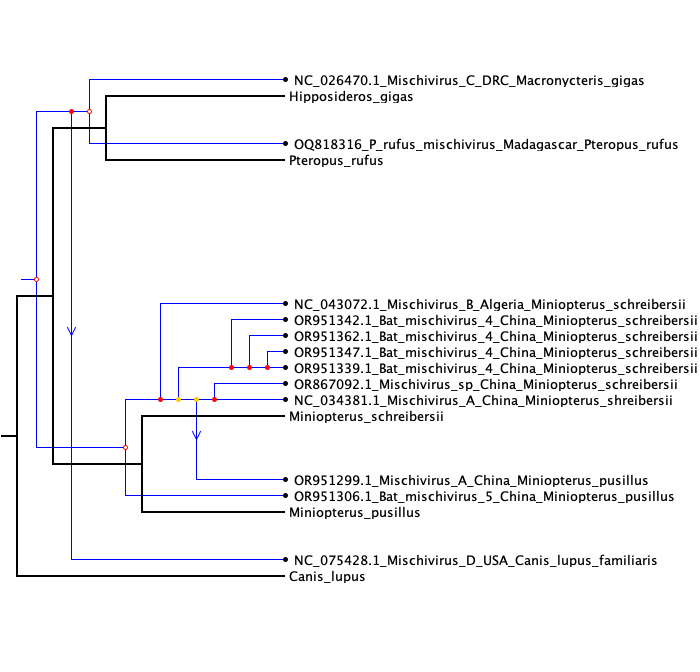 NC_026470.1_Mischivirus_C_DRC_Macronycteris_gigas
Hipposideros_gigas
OQ818316_P_rufus_mischivirus_Madagascar_Pteropus_rufus
Pteropus_rufus
NC_043072.1_Mischivirus_B_Algeria_Miniopterus_schreibersii
OR951342.1_Bat_mischivirus_4_China_Miniopterus_schreibersii
OR951362.1_Bat_mischivirus_4_China_Miniopterus_schreibersii
OR951347.1_Bat_mischivirus_4_China_Miniopterus_schreibersii
OR951339.1_Bat_mischivirus_4_China_Miniopterus_schreibersii
OR867092.1_Mischivirus_sp_China_Miniopterus_schreibersii
NC_034381.1_Mischivirus_A_China_Miniopterus_shreibersii
Miniopterus_schreibersii
OR951299.1_Mischivirus_A_China_Miniopterus_pusillus
OR951306.1_Bat_mischivirus_5_China_Miniopterus_pusillus
Miniopterus_pusillus
NC_075428.1_Mischivirus_D_USA_Canis_lupus_familiaris
Canis_lupus